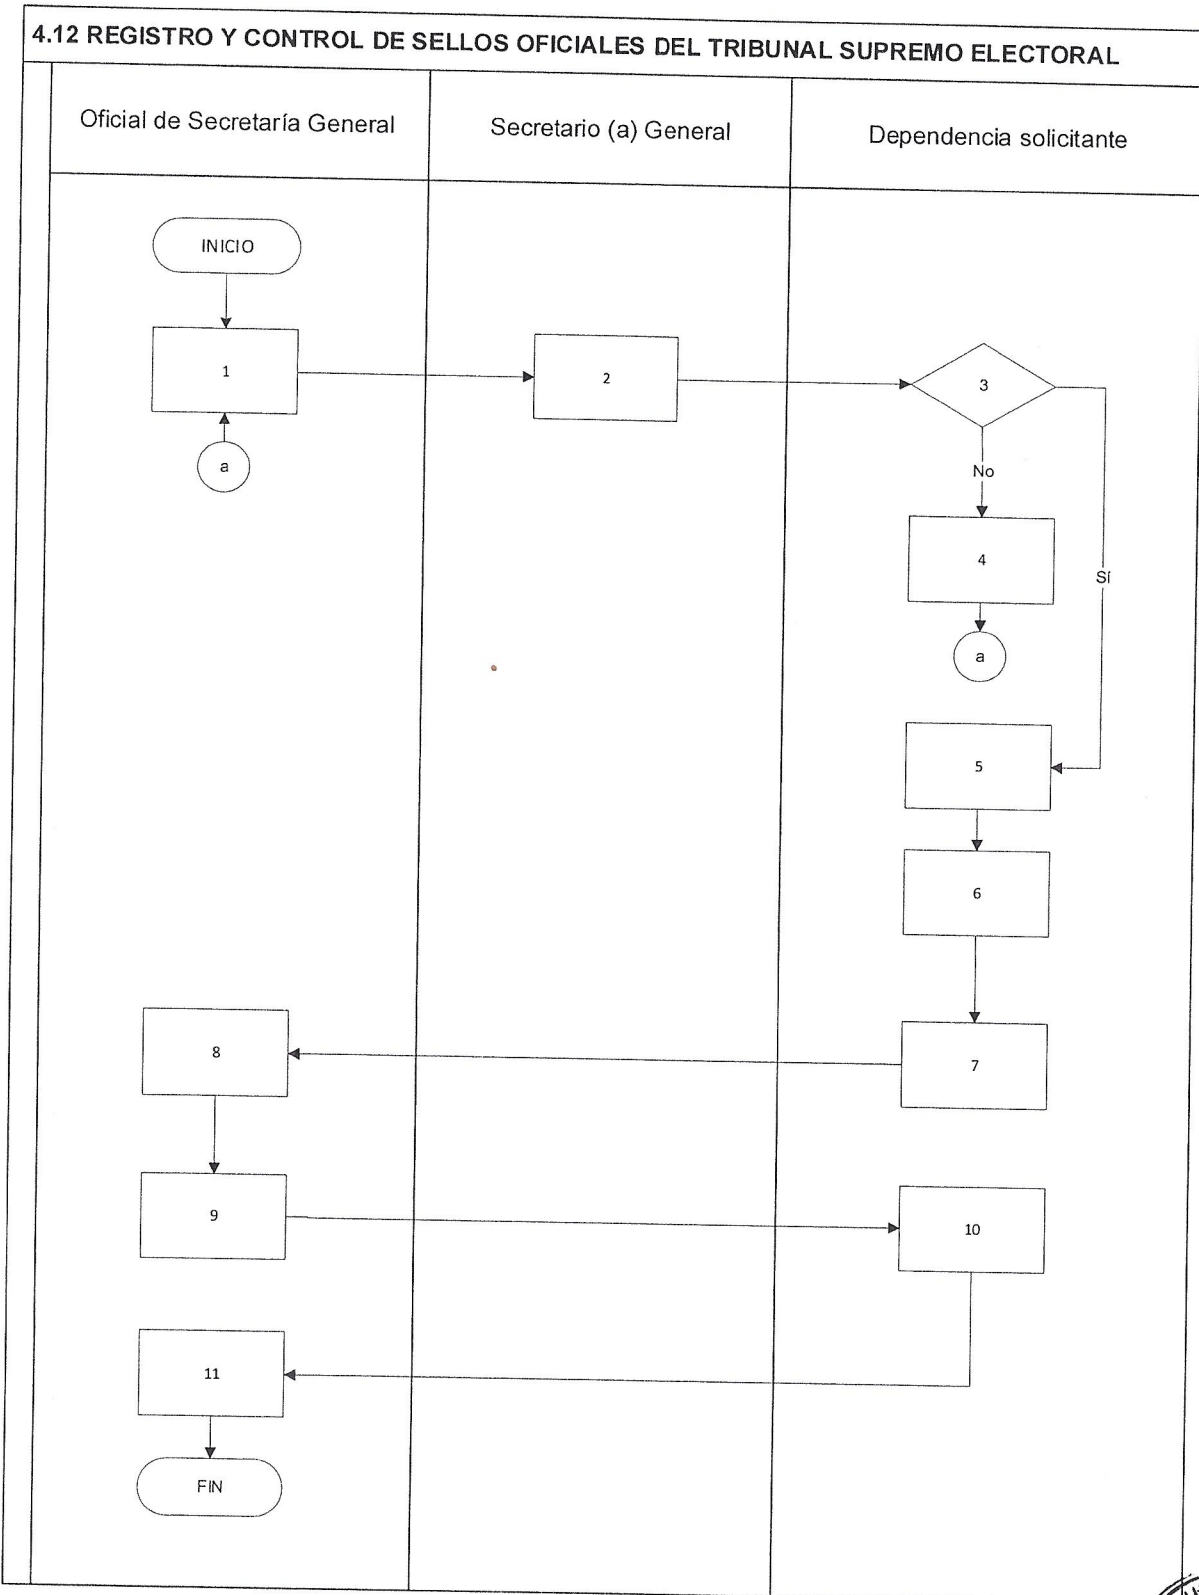 4.12 REGISTRO Y CONTROL DE SELLOS OFICIALES DEL TRIBUNAL SUPREMO ELECTORAL
Oficial de Secretaría General
Secretario (a) General
Dependencia solicitante
INICIO
1
2
3
a
No
4
Sí
a
5
6
8
7
9
10
11
FIN